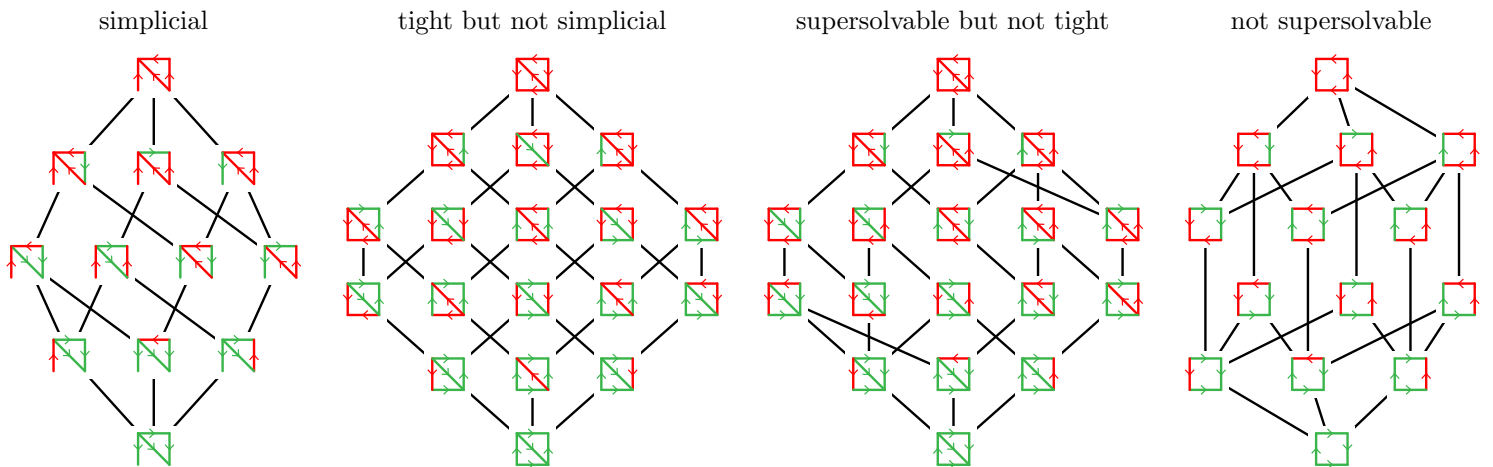 simplicial
tight but not simplicial
supersolvable but not tight
not supersolvable